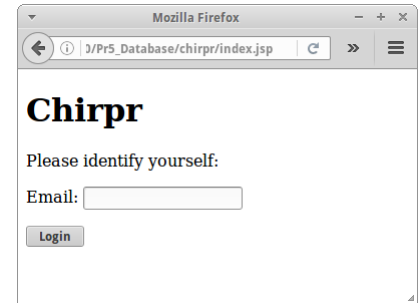 Mozilla Firefox
)/Pr5_Database/chirpr/index.jsp
Chirpr
Please identify yourself:
Email:
Login